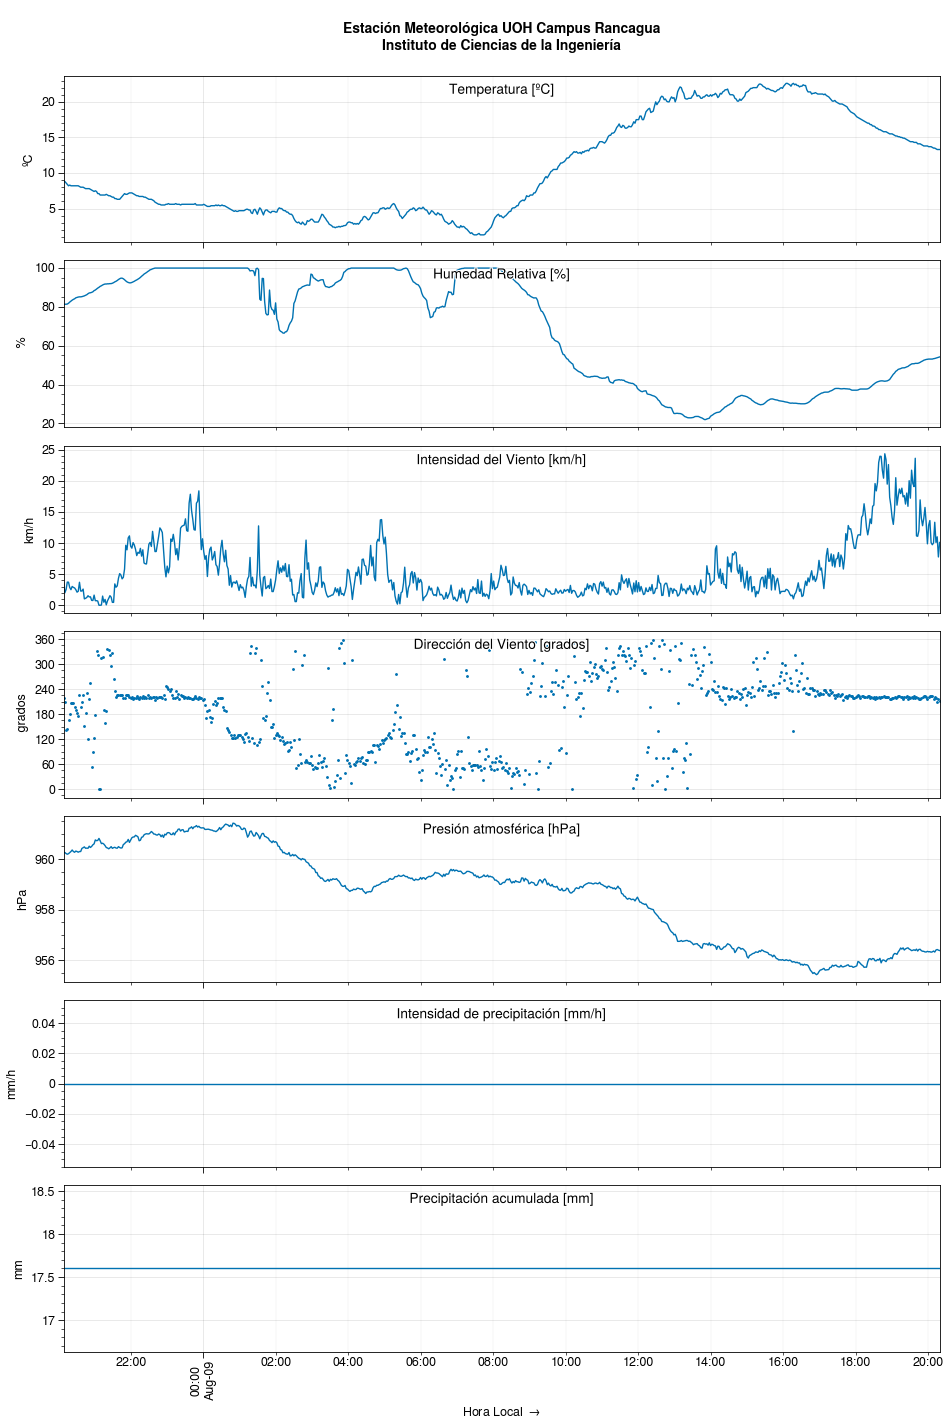 Estación Meteorológica UOH Campus Rancagua
Instituto de Ciencias de la Ingeniería
Temperatura [ºC]
ºC
20
15
10
5
Humedad Relativa [%]
%
100
80
60
40
20
Intensidad del Viento [km/h]
km/h
25
20
15
10
5
0
Dirección del Viento [grados]
grados
360
300
240
180
120
60
0
Presión atmosférica [hPa]
hPa
960
958
956
Intensidad de precipitación [mm/h]
mm/h
0.04
0.02
0
−0.02
−0.04
Precipitación acumulada [mm]
mm
18.5
18
17.5
17
22:00
00:00
Aug-09
02:00
04:00
06:00
08:00
10:00
12:00
14:00
16:00
18:00
20:00
Hora Local →